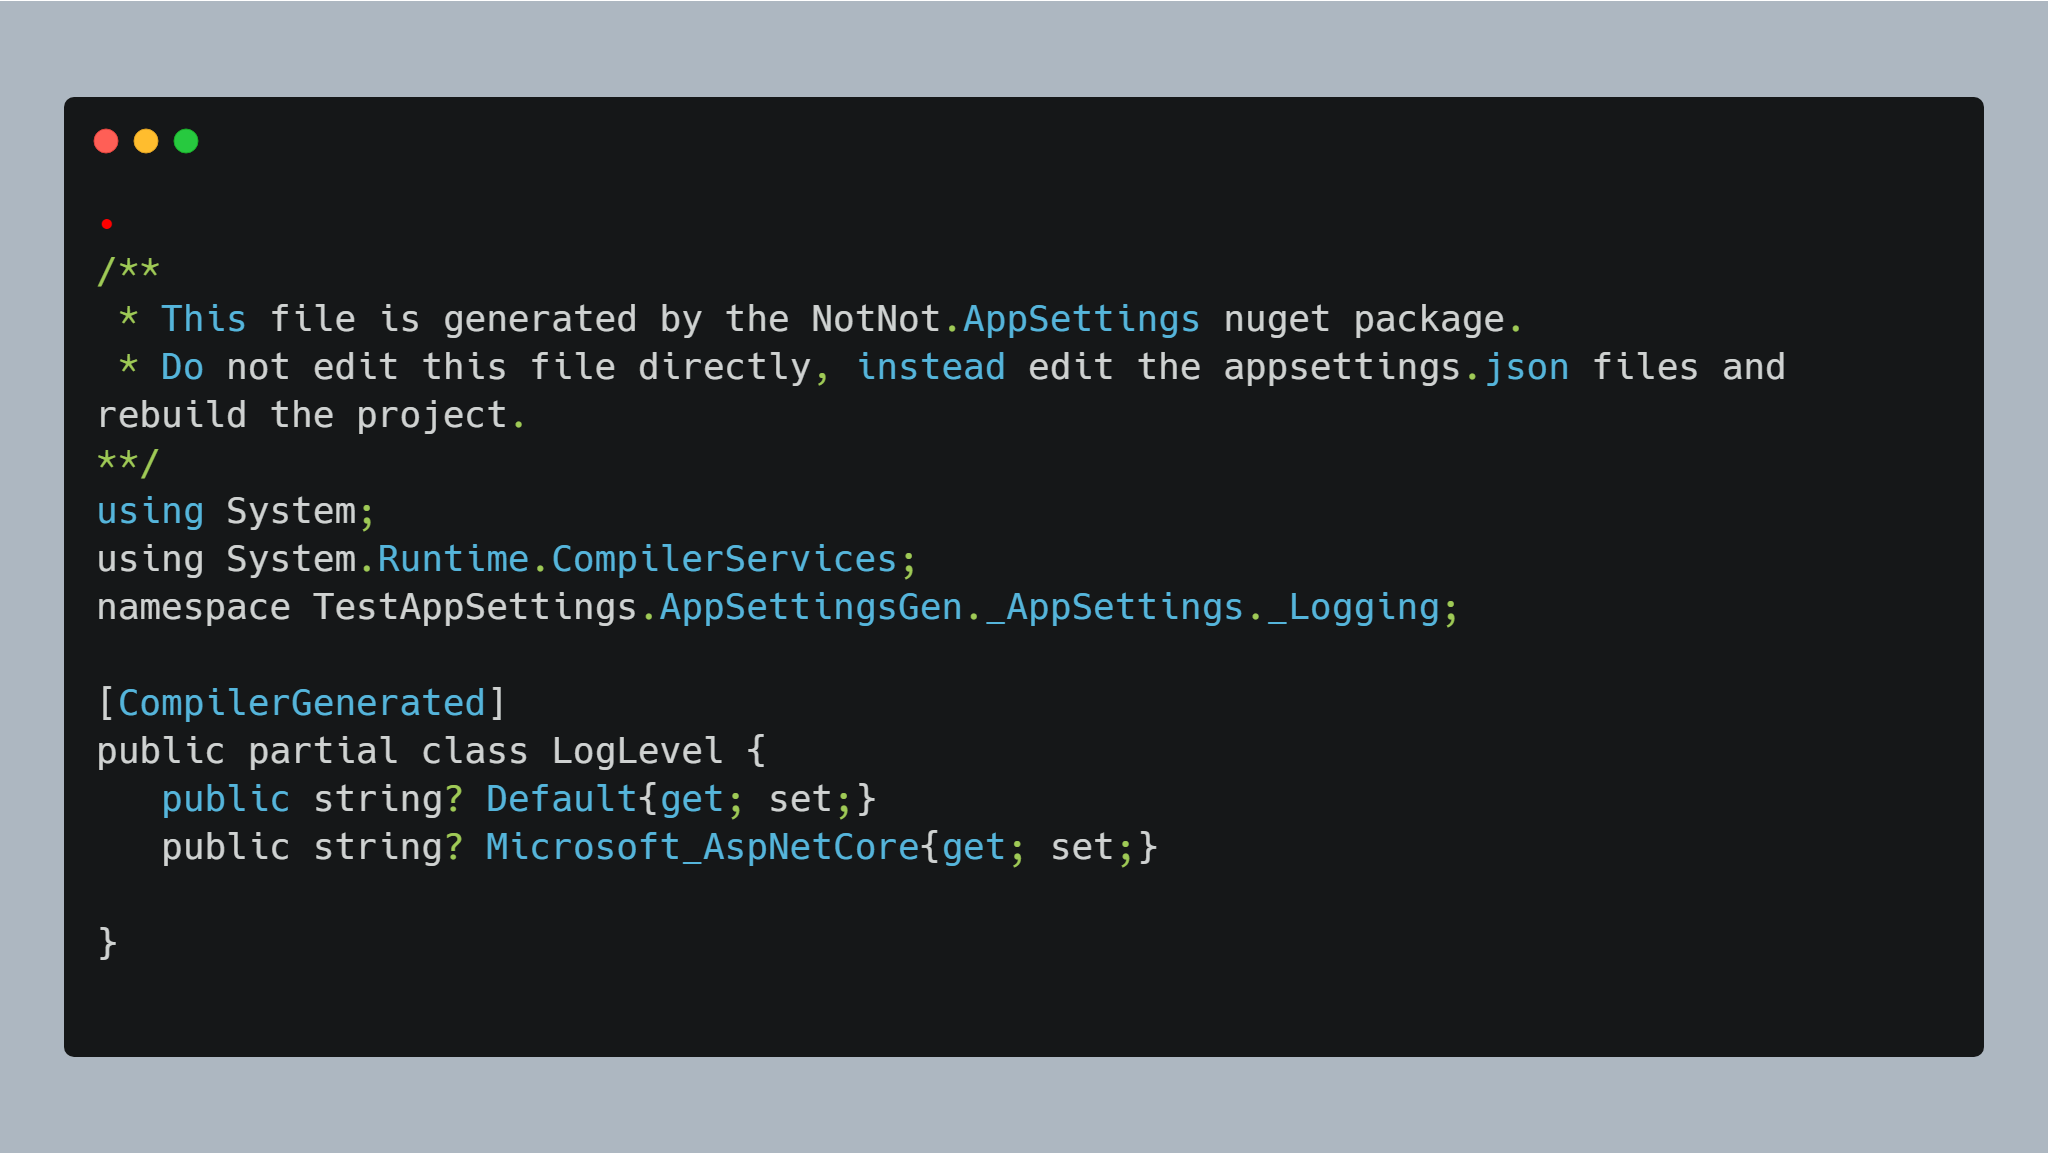 /**
 * This file is generated by the NotNot.AppSettings nuget package.
 * Do not edit this file directly, instead edit the appsettings.json files and
rebuild the project.
**/
using System;
using System.Runtime.CompilerServices;
namespace TestAppSettings.AppSettingsGen._AppSettings._Logging;

[CompilerGenerated]
public partial class LogLevel {
   public string? Default{get; set;}
   public string? Microsoft_AspNetCore{get; set;}

}